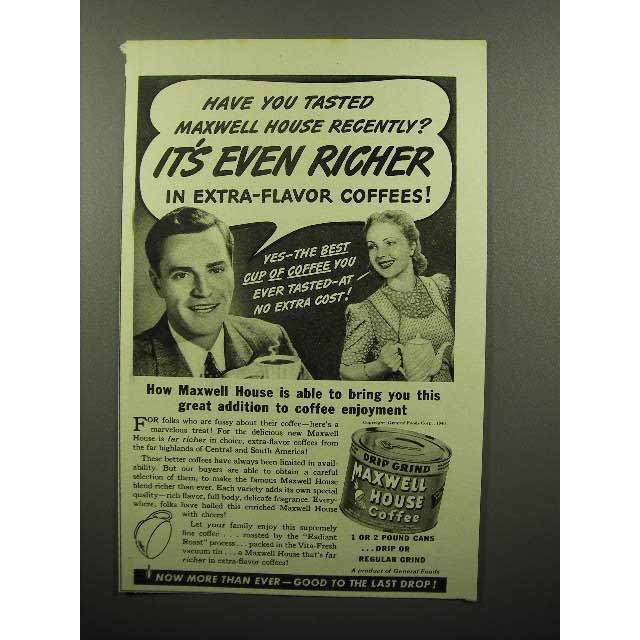 HAVE YOU TASTED
MAXWELL HOUSE RECENTLY?
IT'S EVEN RICHER
IN EXTRA-FLAVOR COFFEES!
YES-THE BEST
CUP OF COFFEE YOU
EVER TASTED-AT
NO EXTRA COST!
How Maxwell House is able to bring you this
great addition to coffee enjoyment
FOR folks who are fussy about their coffee—here's a
marvelous treat! For the delicious new Maxwell
House is far richer in choice, extra-flavor coffees from
the far highlands of Central and South America!
These better coffees have always been limited in avail-
ability. But our buyers are able to obtain a careful
selection of them, to make the famous Maxwell House
blend richer than ever. Each variety adds its own special
quality—rich flavor, full body, delicate fragrance. Every-
where, folks have hailed this enriched Maxwell House
with cheers!
Let your family enjoy this supremely
fine coffee . . . roasted by the "Radiant
Roast" process . . . packed in the Vita-Fresh
vacuum tin . . . a Maxwell House that's far
richer in extra-flavor coffees!
Copyright General Foods Corp., 1940
DRIP GRIND
MAXWELL
HOUSE
Coffee
1 OR 2 POUND CANS
. . . DRIP OR
REGULAR GRIND
A product of General Foods
NOW MORE THAN EVER—GOOD TO THE LAST DROP!